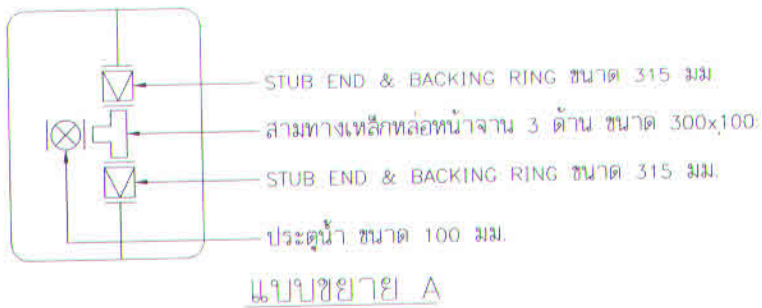 STUB END & BACKING RING ขนาด 315 มม.
สามทางเหล็กหล่อหน้าจาน 3 ด้าน ขนาด 300x100
STUB END & BACKING RING ขนาด 315 มม.
ประตูน้ำ ขนาด 100 มม.
แบบขยาย A